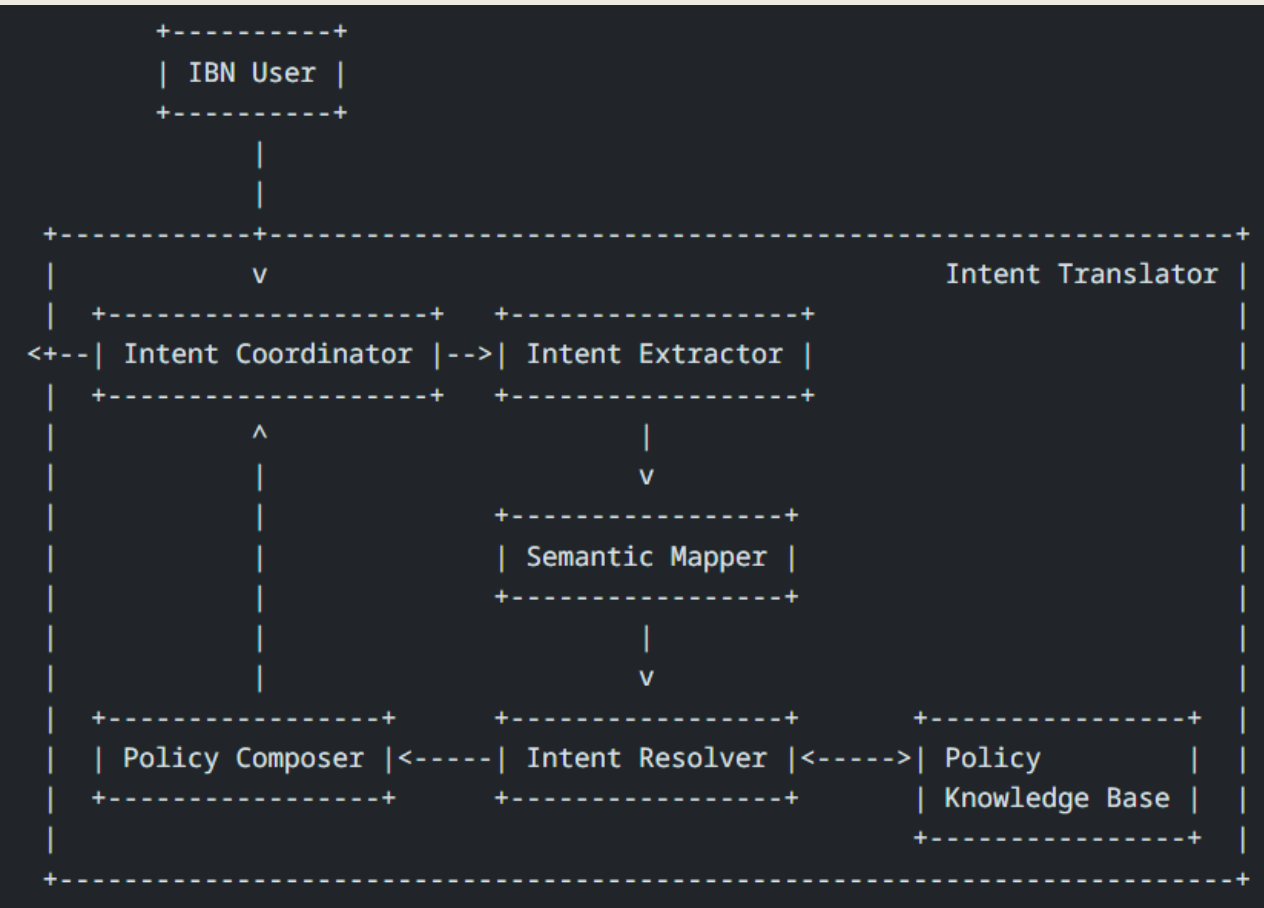 IBN User
Intent Translator
Intent Coordinator
Intent Extractor
Semantic Mapper
Policy Composer
Intent Resolver
Policy
Knowledge Base